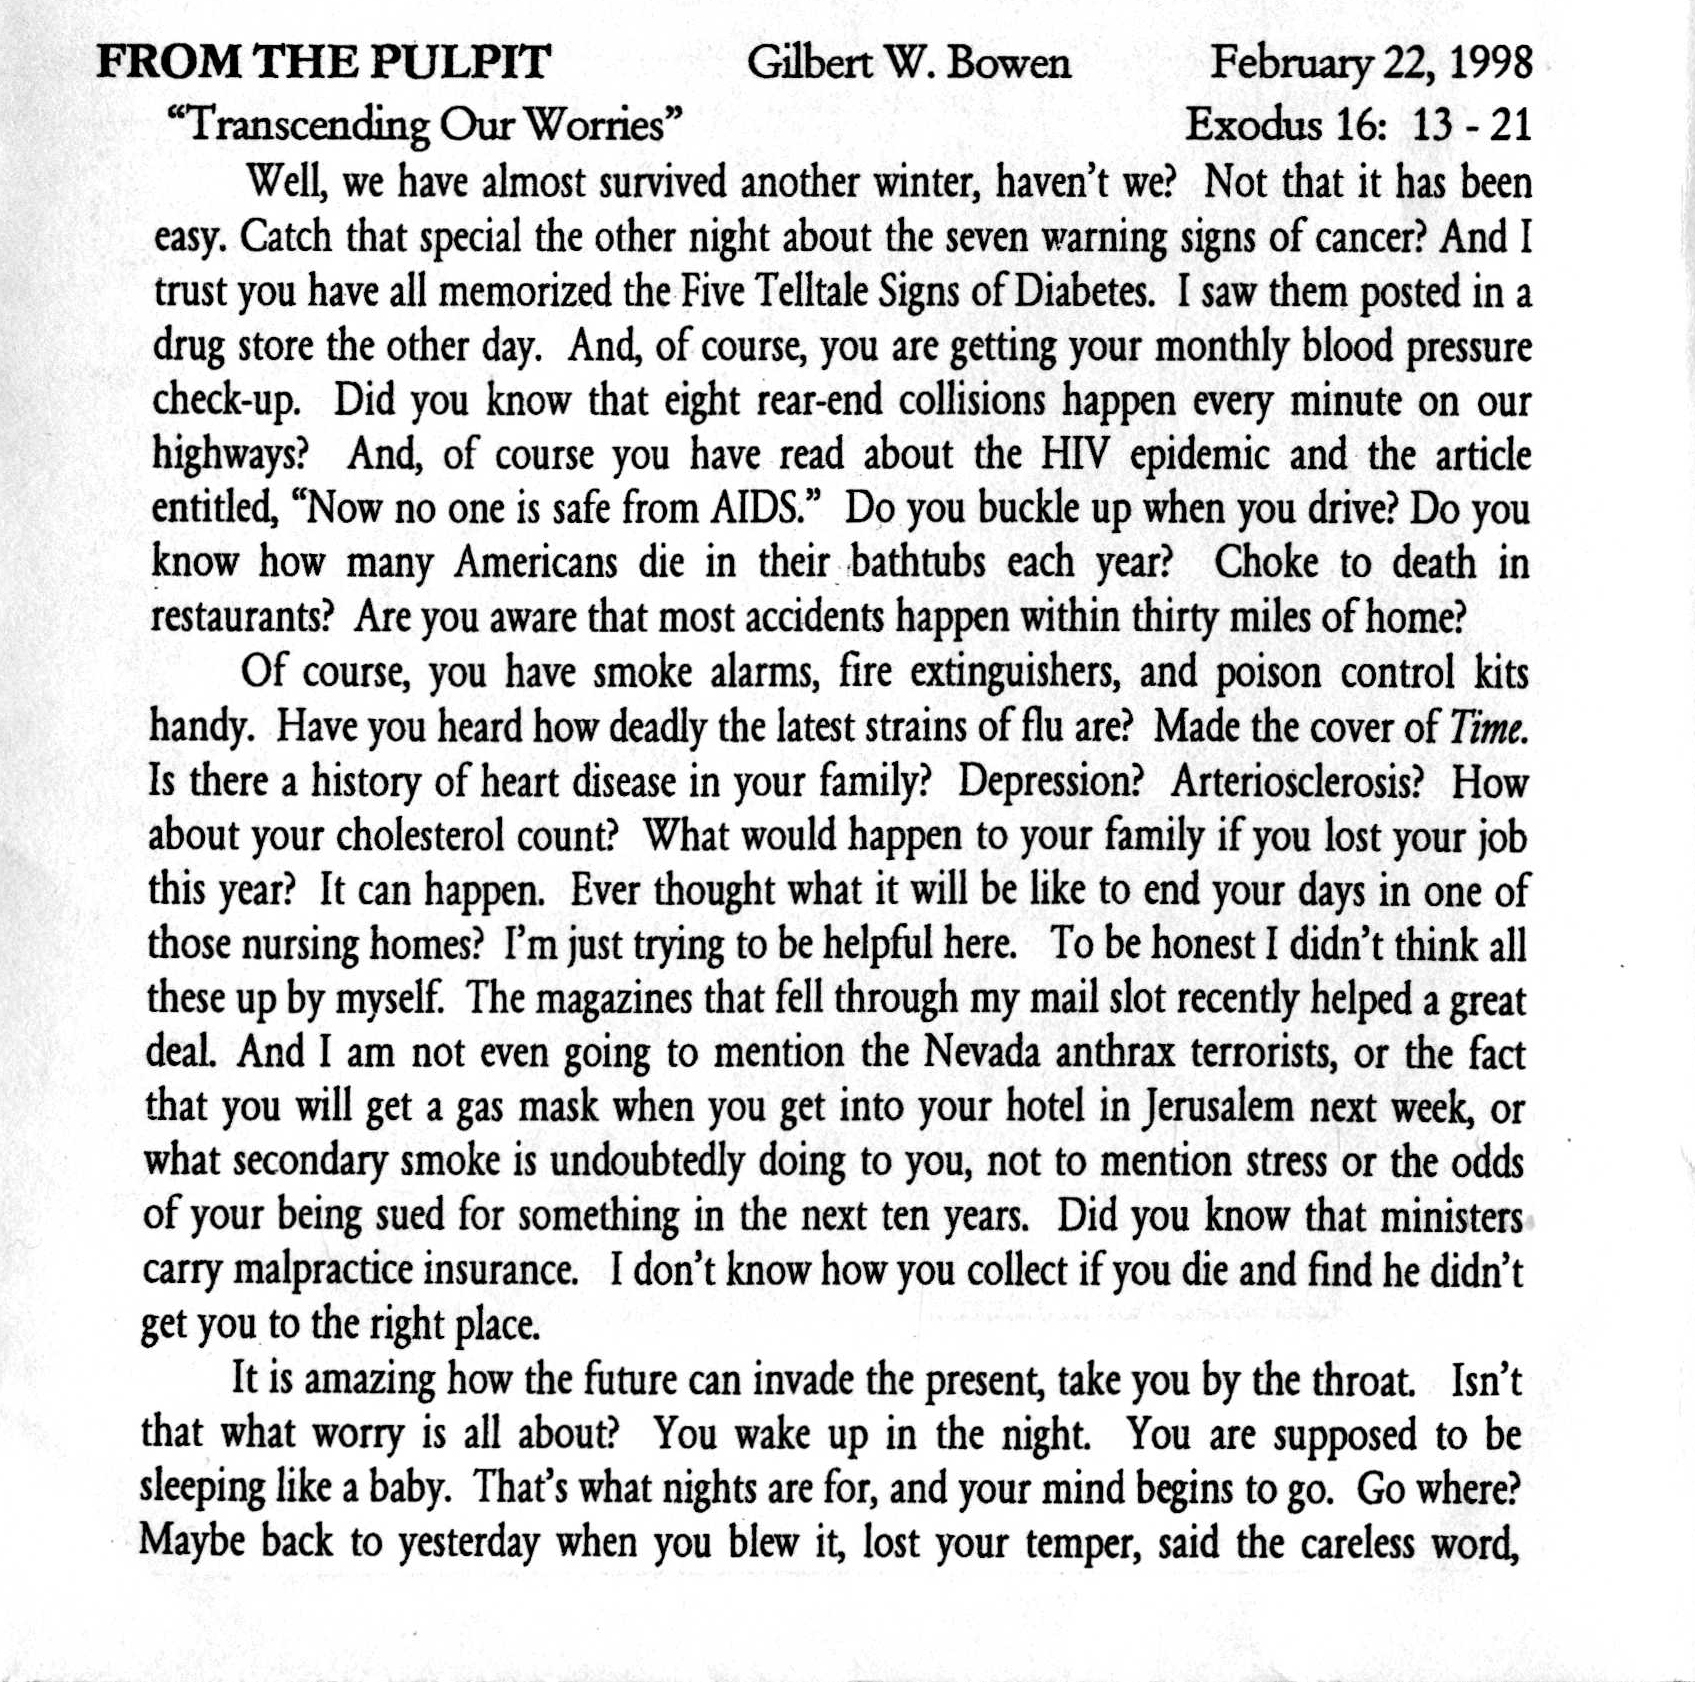 FROM THE PULPIT Gilbert W. Bowen February 22, 1998
“Transcending Our Worries” Exodus 16: 13 - 21
Well, we have almost survived another winter, haven’t we? Not that it has been
easy. Catch that special the other night about the seven warning signs of cancer? And I
trust you have all memorized the Five Telltale Signs of Diabetes. I saw them posted in a
drug store the other day. And, of course, you are getting your monthly blood pressure
check-up. Did you know that eight rear-end collisions happen every minute on our
highways? And, of course you have read about the HIV epidemic and the article
entitled, “Now no one is safe from AIDS.” Do you buckle up when you drive? Do you
know how many Americans die in their bathtubs each year? Choke to death in
restaurants? Are you aware that most accidents happen within thirty miles of home?
Of course, you have smoke alarms, fire extinguishers, and poison control kits
handy. Have you heard how deadly the latest strains of flu are? Made the cover of Time.
Is there a history of heart disease in your family? Depression? Arteriosclerosis? How
about your cholesterol count? What would happen to your family if you lost your job
this year? It can happen. Ever thought what it will be like to end your days in one of
those nursing homes? I’m just trying to be helpful here. To be honest I didn’t think all
these up by myself. The magazines that fell through my mail slot recently helped a great
deal. And I am not even going to mention the Nevada anthrax terrorists, or the fact
that you will get a gas mask when you get into your hotel in Jerusalem next week, or
what secondary smoke is undoubtedly doing to you, not to mention stress or the odds
of your being sued for something in the next ten years. Did you know that ministers
carry malpractice insurance. I don’t know how you collect if you die and find he didn’t
get you to the right place.
It is amazing how the future can invade the present, take you by the throat. Isn’t
that what worry is all about? You wake up in the night. You are supposed to be
sleeping like a baby. That’s what nights are for, and your mind begins to go. Go where?
Maybe back to yesterday when you blew it, lost your temper, said the careless word,